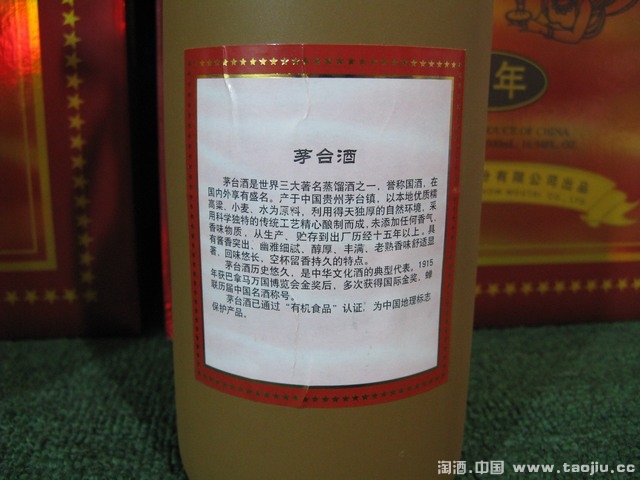 茅台酒
茅台酒是世界三大著名蒸馏酒之一，誉称国酒，在
国内外享有盛名。产于中国贵州茅台镇，以本地优质糯
高粱、小麦、水为原料，利用得天独厚的自然环境，采
用科学独特的传统工艺精心酿制而成，未添加任何香气、
香味物质，从生产、贮存到出厂历经十五年以上。具
有酱香突出、幽雅细腻、醇厚、丰满、老熟香味舒适显
著，回味悠长，空杯留香持久的特点。
茅台酒历史悠久，是中华文化酒的典型代表。1915
年获巴拿马万国博览会金奖后，多次获得国际金奖，蝉
联历届中国名酒称号。
茅台酒已通过“有机食品”认证，为中国地理标志
保护产品。
年
DUCE OF CHINA
份有限公司出品
淘酒.中国 www.taojiu.cc